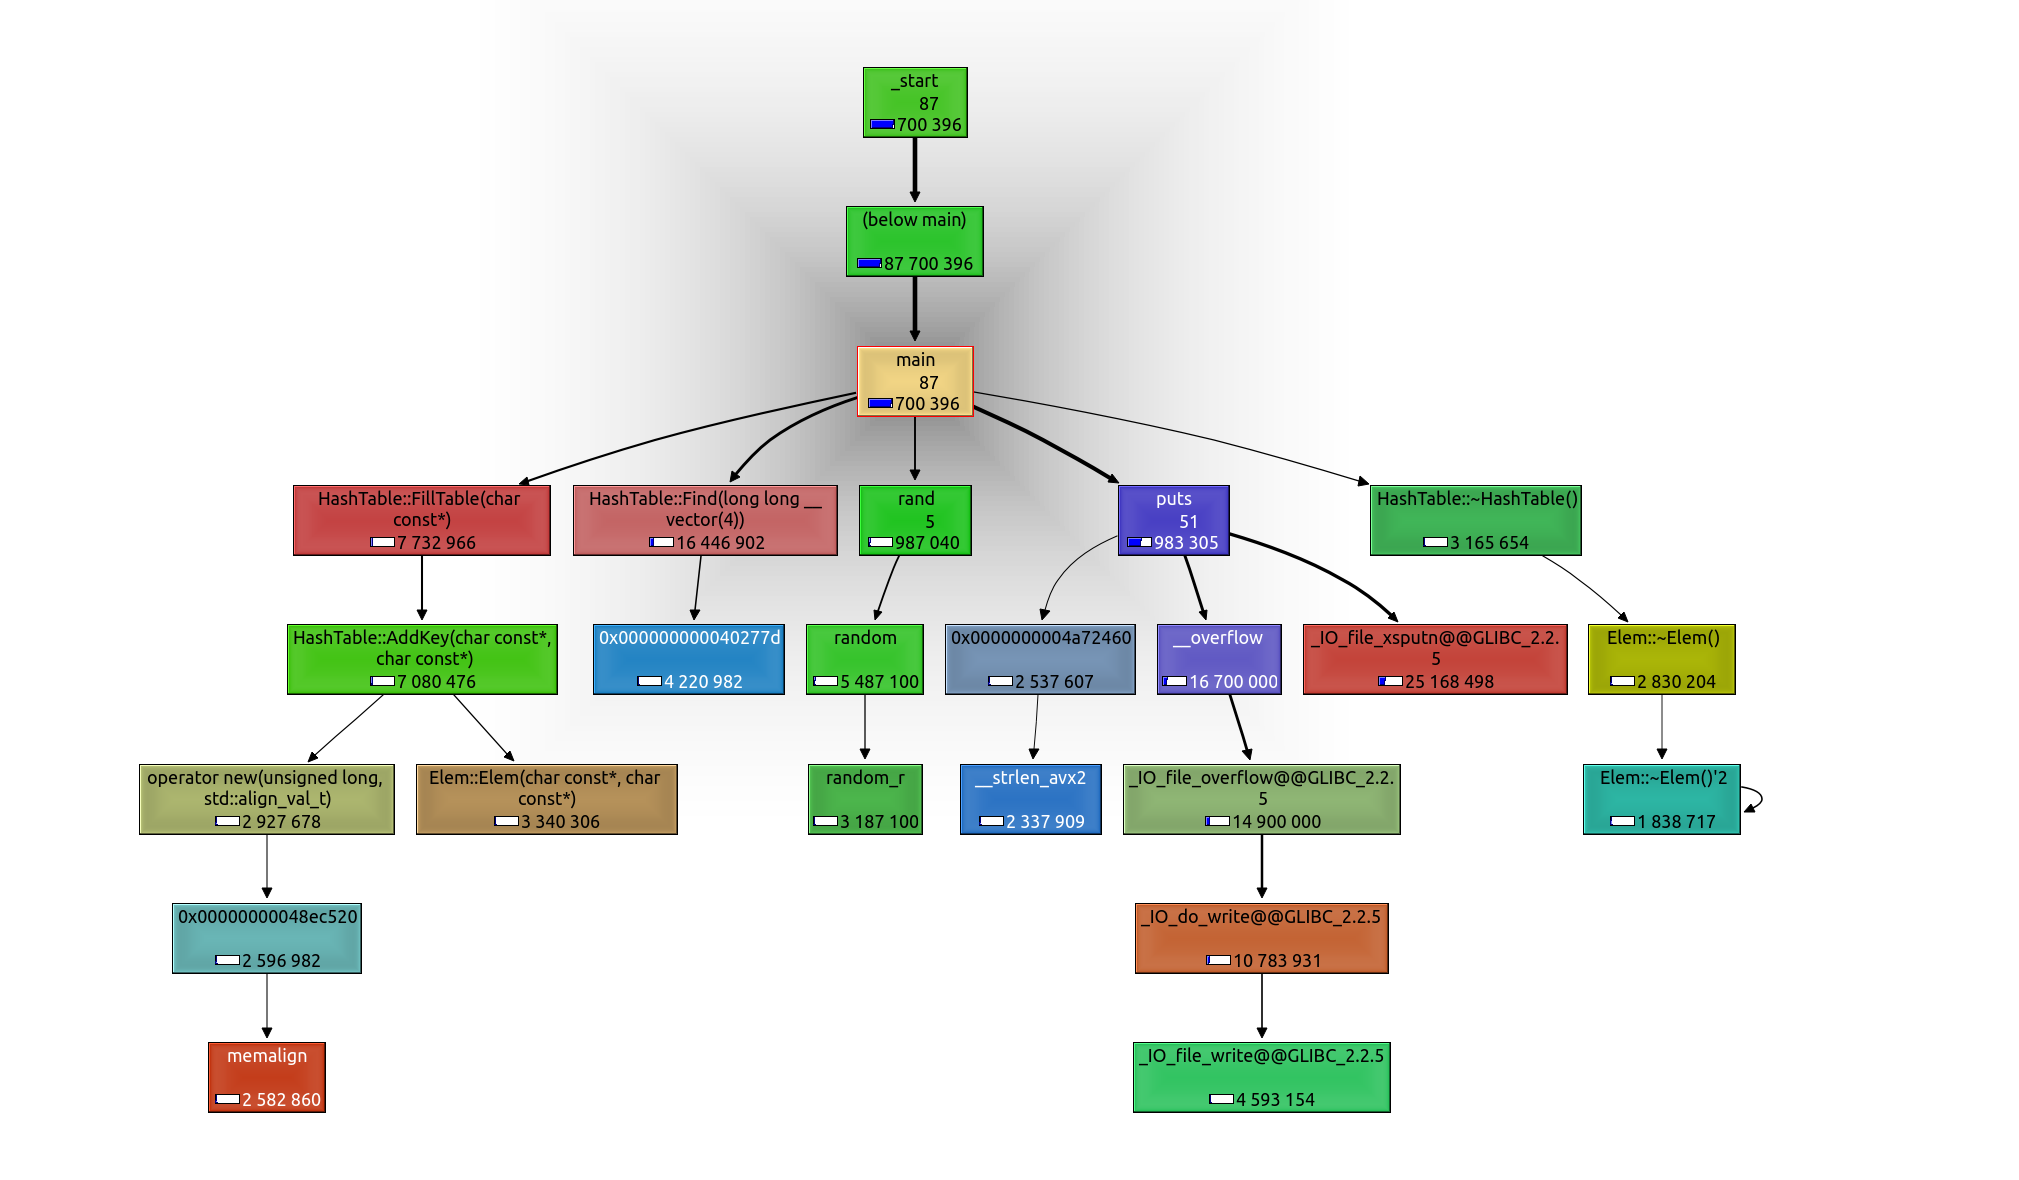 _start
87
700 396
(below main)
87 700 396
main
87
700 396
HashTable::FillTable(char
const*)
7 732 966
HashTable::Find(long long __
vector(4))
16 446 902
rand
5
987 040
puts
51
983 305
HashTable::~HashTable()
3 165 654
HashTable::AddKey(char const*,
char const*)
7 080 476
0x000000000040277d
4 220 982
random
5 487 100
0x0000000004a72460
2 537 607
__overflow
16 700 000
_IO_file_xsputn@@GLIBC_2.2.
5
25 168 498
Elem::~Elem()
2 830 204
operator new(unsigned long,
std::align_val_t)
2 927 678
Elem::Elem(char const*, char
const*)
3 340 306
random_r
3 187 100
__strlen_avx2
2 337 909
_IO_file_overflow@@GLIBC_2.2.
5
14 900 000
Elem::~Elem()'2
1 838 717
0x00000000048ec520
2 596 982
_IO_do_write@@GLIBC_2.2.5
10 783 931
memalign
2 582 860
_IO_file_write@@GLIBC_2.2.5
4 593 154